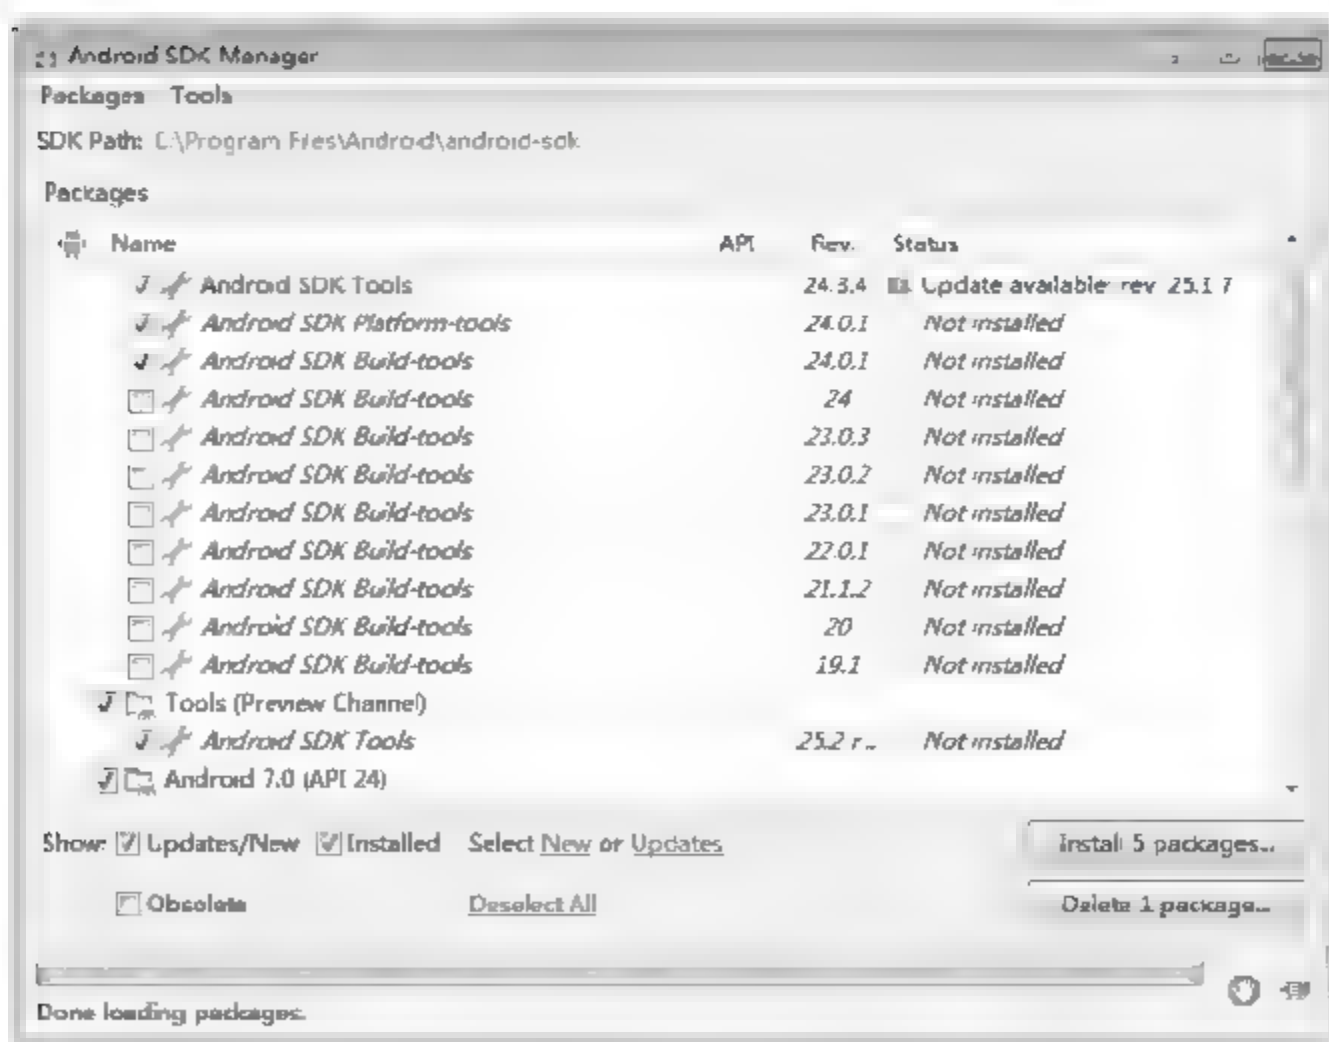 Android SDK Manager
Packages Tools
SDK Path: C:\Program Files\Android\android-sdk
Packages
Name API Rev. Status
Android SDK Tools 24.3.4 Update available: rev. 25.1.7
Android SDK Platform-tools 24.0.1 Not installed
Android SDK Build-tools 24.0.1 Not installed
Android SDK Build-tools 24 Not installed
Android SDK Build-tools 23.0.3 Not installed
Android SDK Build-tools 23.0.2 Not installed
Android SDK Build-tools 23.0.1 Not installed
Android SDK Build-tools 22.0.1 Not installed
Android SDK Build-tools 21.1.2 Not installed
Android SDK Build-tools 20 Not installed
Android SDK Build-tools 19.1 Not installed
Tools (Preview Channel)
Android SDK Tools 25.2 r... Not installed
Android 7.0 (API 24)
Show: Updates/New Installed Select New or Updates Install 5 packages...
Obsolete Deselect All Delete 1 package...
Done loading packages.